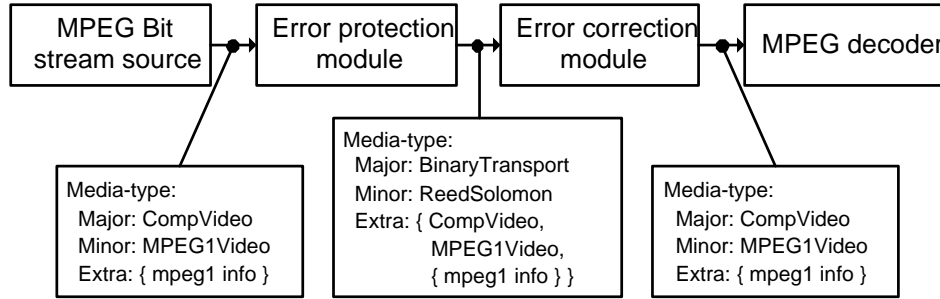 MPEG Bit
stream source
Error protection
module
Error correction
module
MPEG decoder
Media-type:
Major: CompVideo
Minor: MPEG1Video
Extra: { mpeg1 info }
Media-type:
Major: BinaryTransport
Minor: ReedSolomon
Extra: { CompVideo,
MPEG1Video,
{ mpeg1 info } }
Media-type:
Major: CompVideo
Minor: MPEG1Video
Extra: { mpeg1 info }